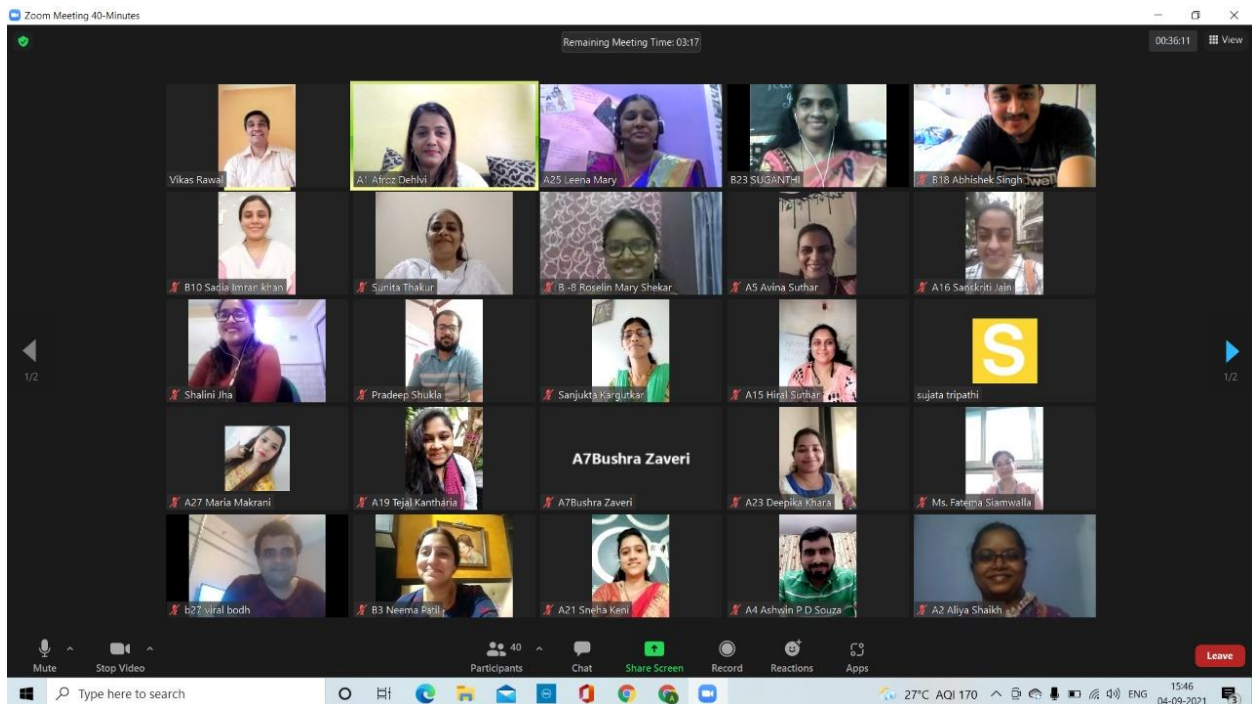 Zoom Meeting 40-Minutes
Remaining Meeting Time: 03:17
00:36:11 View
Vikas Rawal
A1 Afroz Dehlvi
A25 Leena Mary
B23 SUGANTHI
B18 Abhishek Singh
B10 Sadia Imran khan
Sunita Thakur
B -8 Roselin Mary Shekar
A5 Avina Suthar
A16 Sanskriti Jain
1/2
1/2
Shalini Jha
Pradeep Shukla
Sanjukta Kargutkar
A15 Hiral Suthar
S
sujata tripathi
A27 Maria Makrani
A19 Tejal Kantharia
A7Bushra Zaveri
A7Bushra Zaveri
A23 Deepika Khara
Ms. Fatema Siamwalla
b27 viral bodh
B3 Neema Patil
A21 Sneha Keni
A4 Ashwin P D Souza
A2 Aliya Shaikh
Mute
Stop Video
40
Participants
Chat
Share Screen
Record
Reactions
Apps
Leave
Type here to search
27°C AQI 170
ENG
15:46
04-09-2021
3